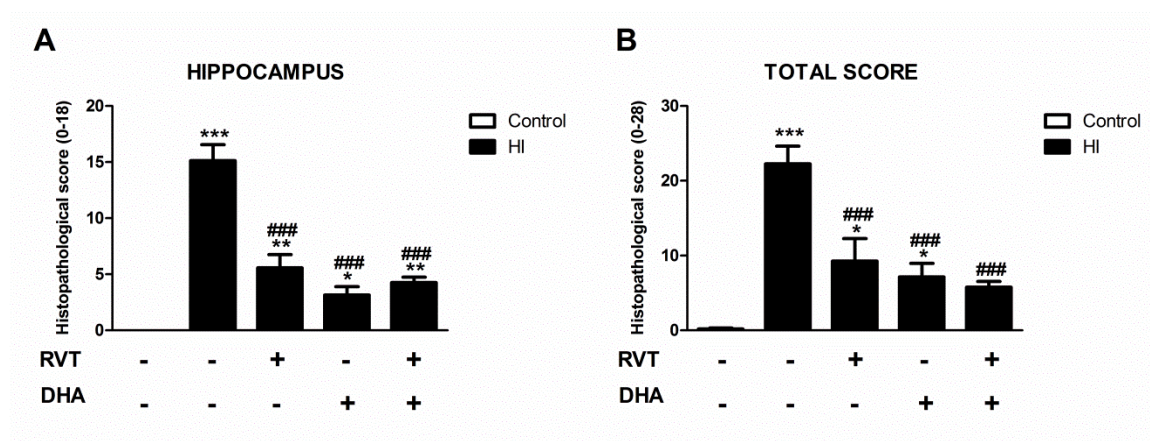 A
HIPPOCAMPUS
Histopathological score (0-18)
20
15
10
5
0
***
###
**
###
*
###
**
Control
HI
RVT - - + - +
DHA - - - + +
B
TOTAL SCORE
Histopathological score (0-28)
30
20
10
0
***
###
*
###
*
###
Control
HI
RVT - - + - +
DHA - - - + +